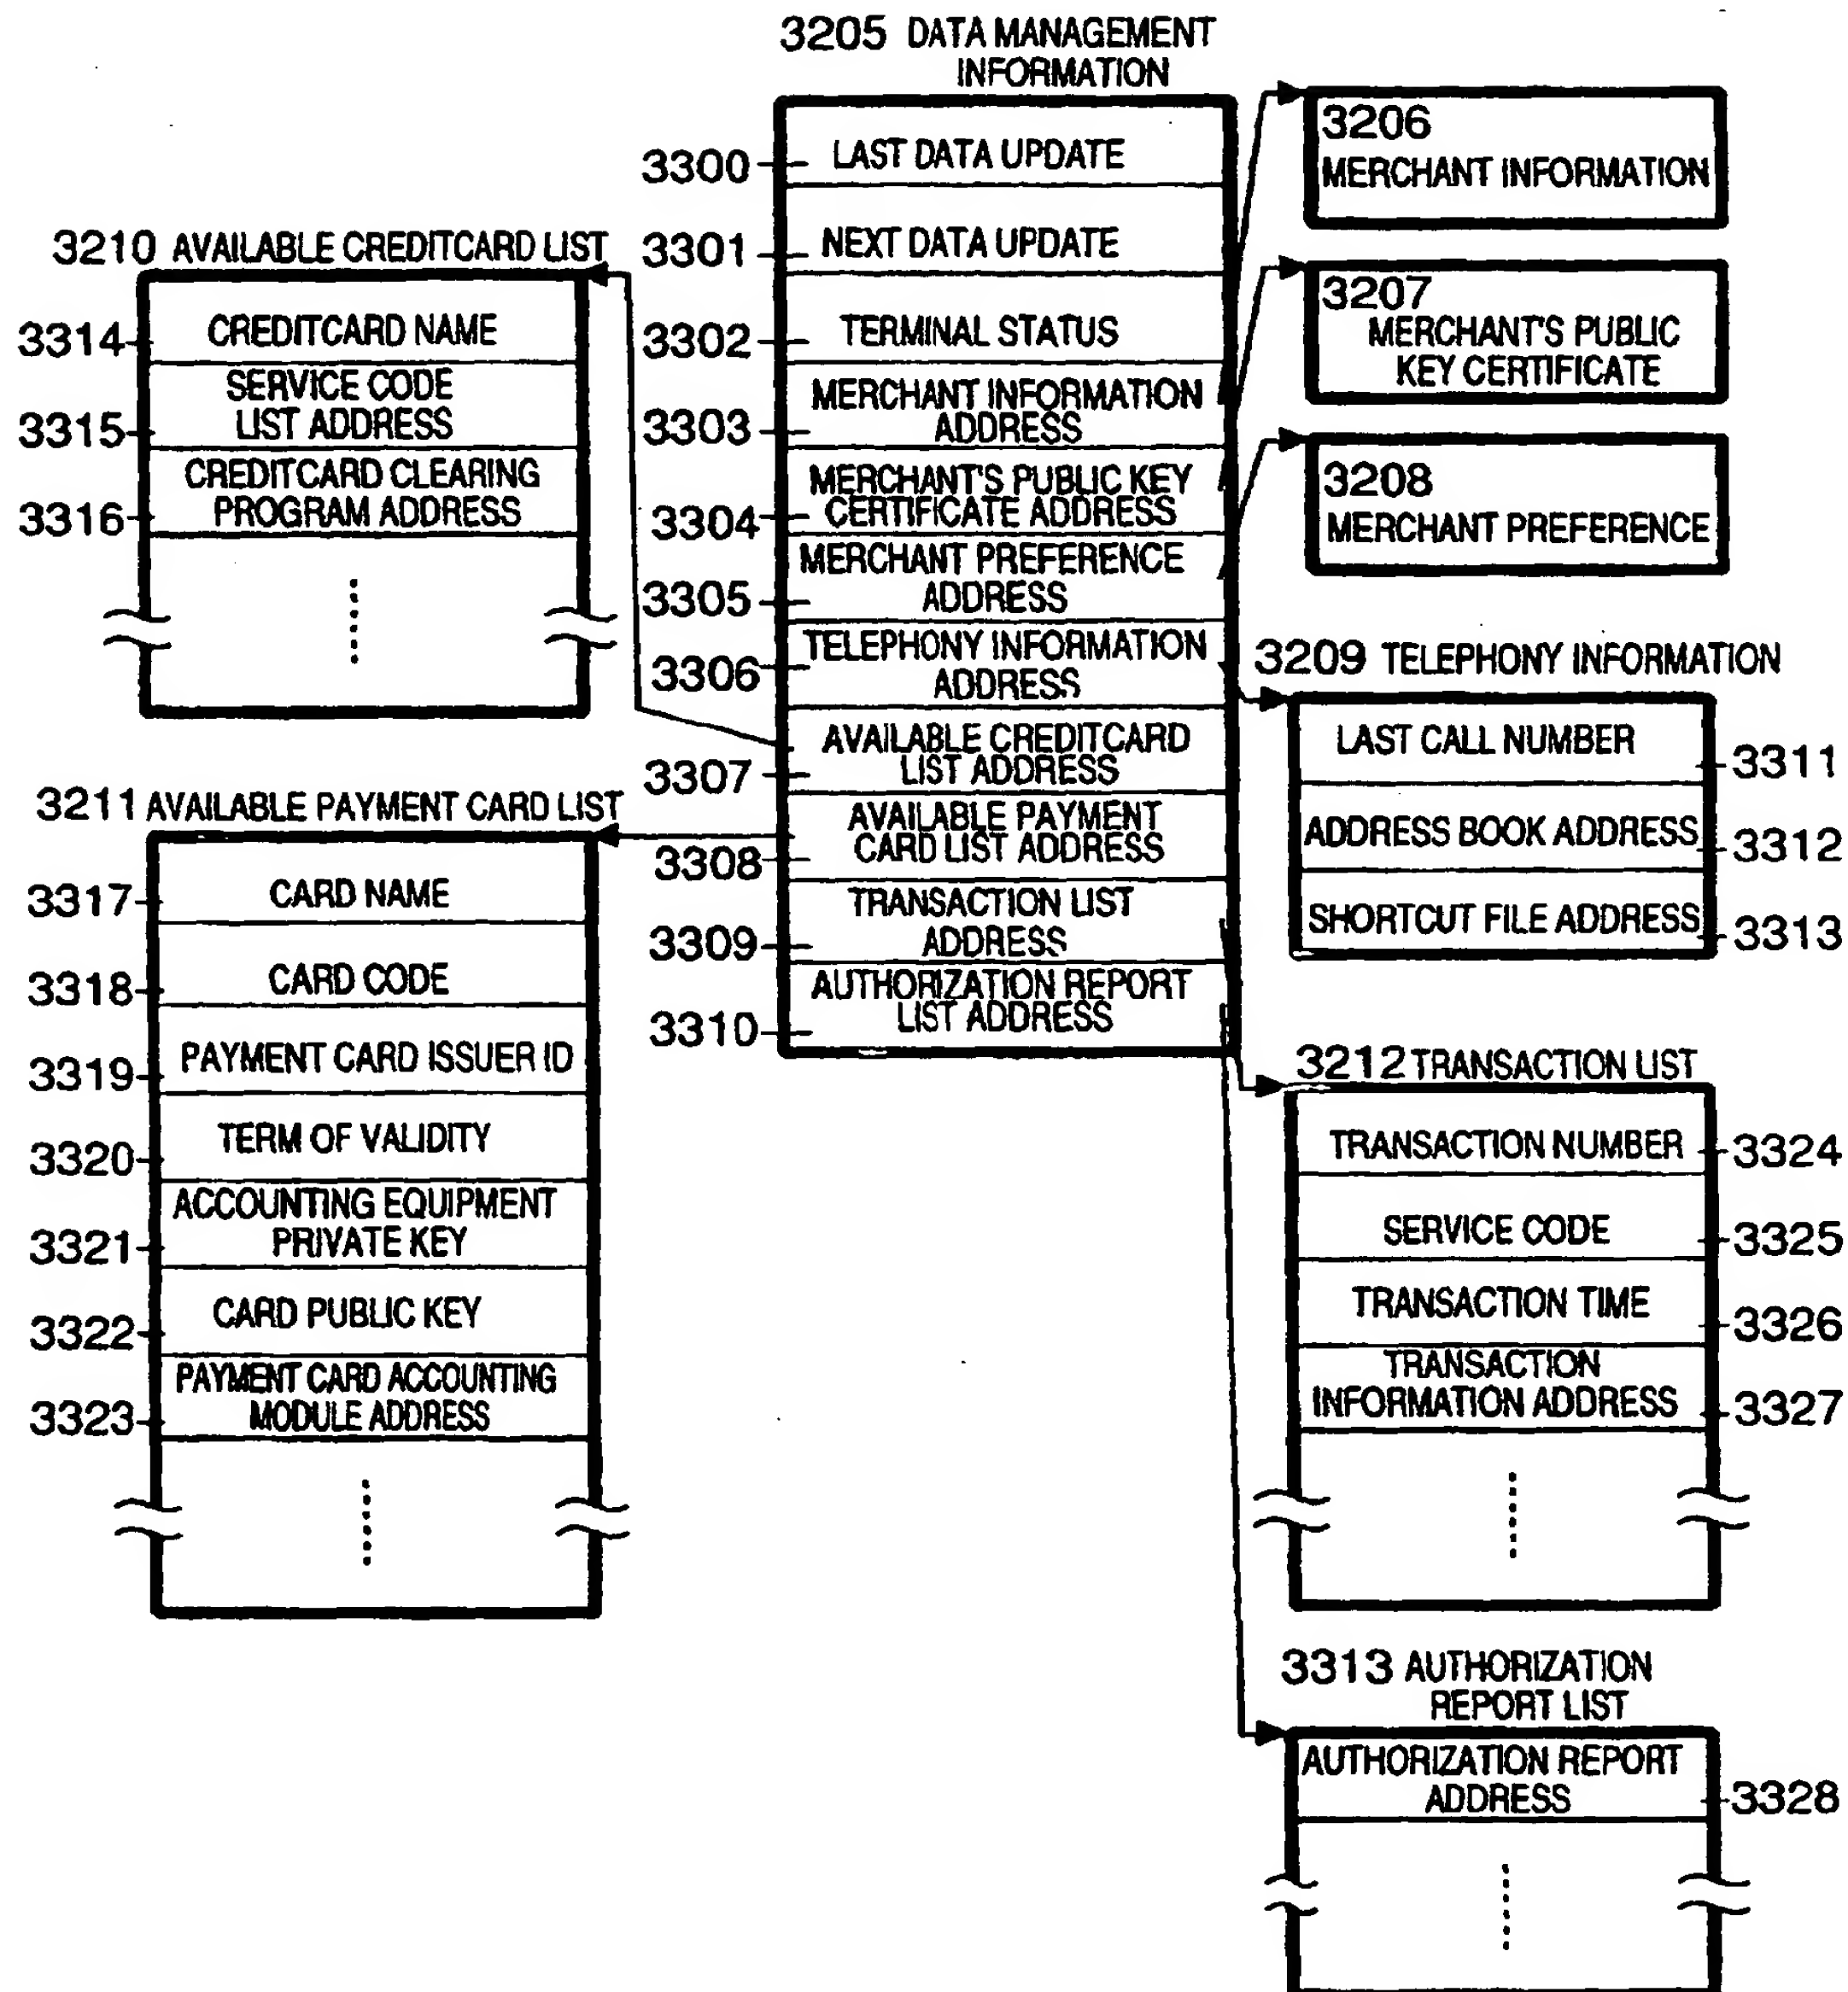 3205 DATA MANAGEMENT
INFORMATION
3300 LAST DATA UPDATE
3301 NEXT DATA UPDATE
3302 TERMINAL STATUS
MERCHANT INFORMATION
3303 ADDRESS
MERCHANT'S PUBLIC KEY
3304 CERTIFICATE ADDRESS
MERCHANT PREFERENCE
3305 ADDRESS
TELEPHONY INFORMATION
3306 ADDRESS
AVAILABLE CREDITCARD
3307 LIST ADDRESS
AVAILABLE PAYMENT
3308 CARD LIST ADDRESS
TRANSACTION LIST
3309 ADDRESS
AUTHORIZATION REPORT
3310 LIST ADDRESS
3210 AVAILABLE CREDITCARD LIST
3314 CREDITCARD NAME
SERVICE CODE
3315 LIST ADDRESS
CREDITCARD CLEARING
3316 PROGRAM ADDRESS
3211 AVAILABLE PAYMENT CARD LIST
3317 CARD NAME
3318 CARD CODE
3319 PAYMENT CARD ISSUER ID
3320 TERM OF VALIDITY
ACCOUNTING EQUIPMENT
3321 PRIVATE KEY
3322 CARD PUBLIC KEY
PAYMENT CARD ACCOUNTING
3323 MODULE ADDRESS
3206
MERCHANT INFORMATION
3207
MERCHANT'S PUBLIC
KEY CERTIFICATE
3208
MERCHANT PREFERENCE
3209 TELEPHONY INFORMATION
LAST CALL NUMBER 3311
ADDRESS BOOK ADDRESS 3312
SHORTCUT FILE ADDRESS 3313
3212 TRANSACTION LIST
TRANSACTION NUMBER 3324
SERVICE CODE 3325
TRANSACTION TIME 3326
TRANSACTION
INFORMATION ADDRESS 3327
3313 AUTHORIZATION
REPORT LIST
AUTHORIZATION REPORT
ADDRESS 3328